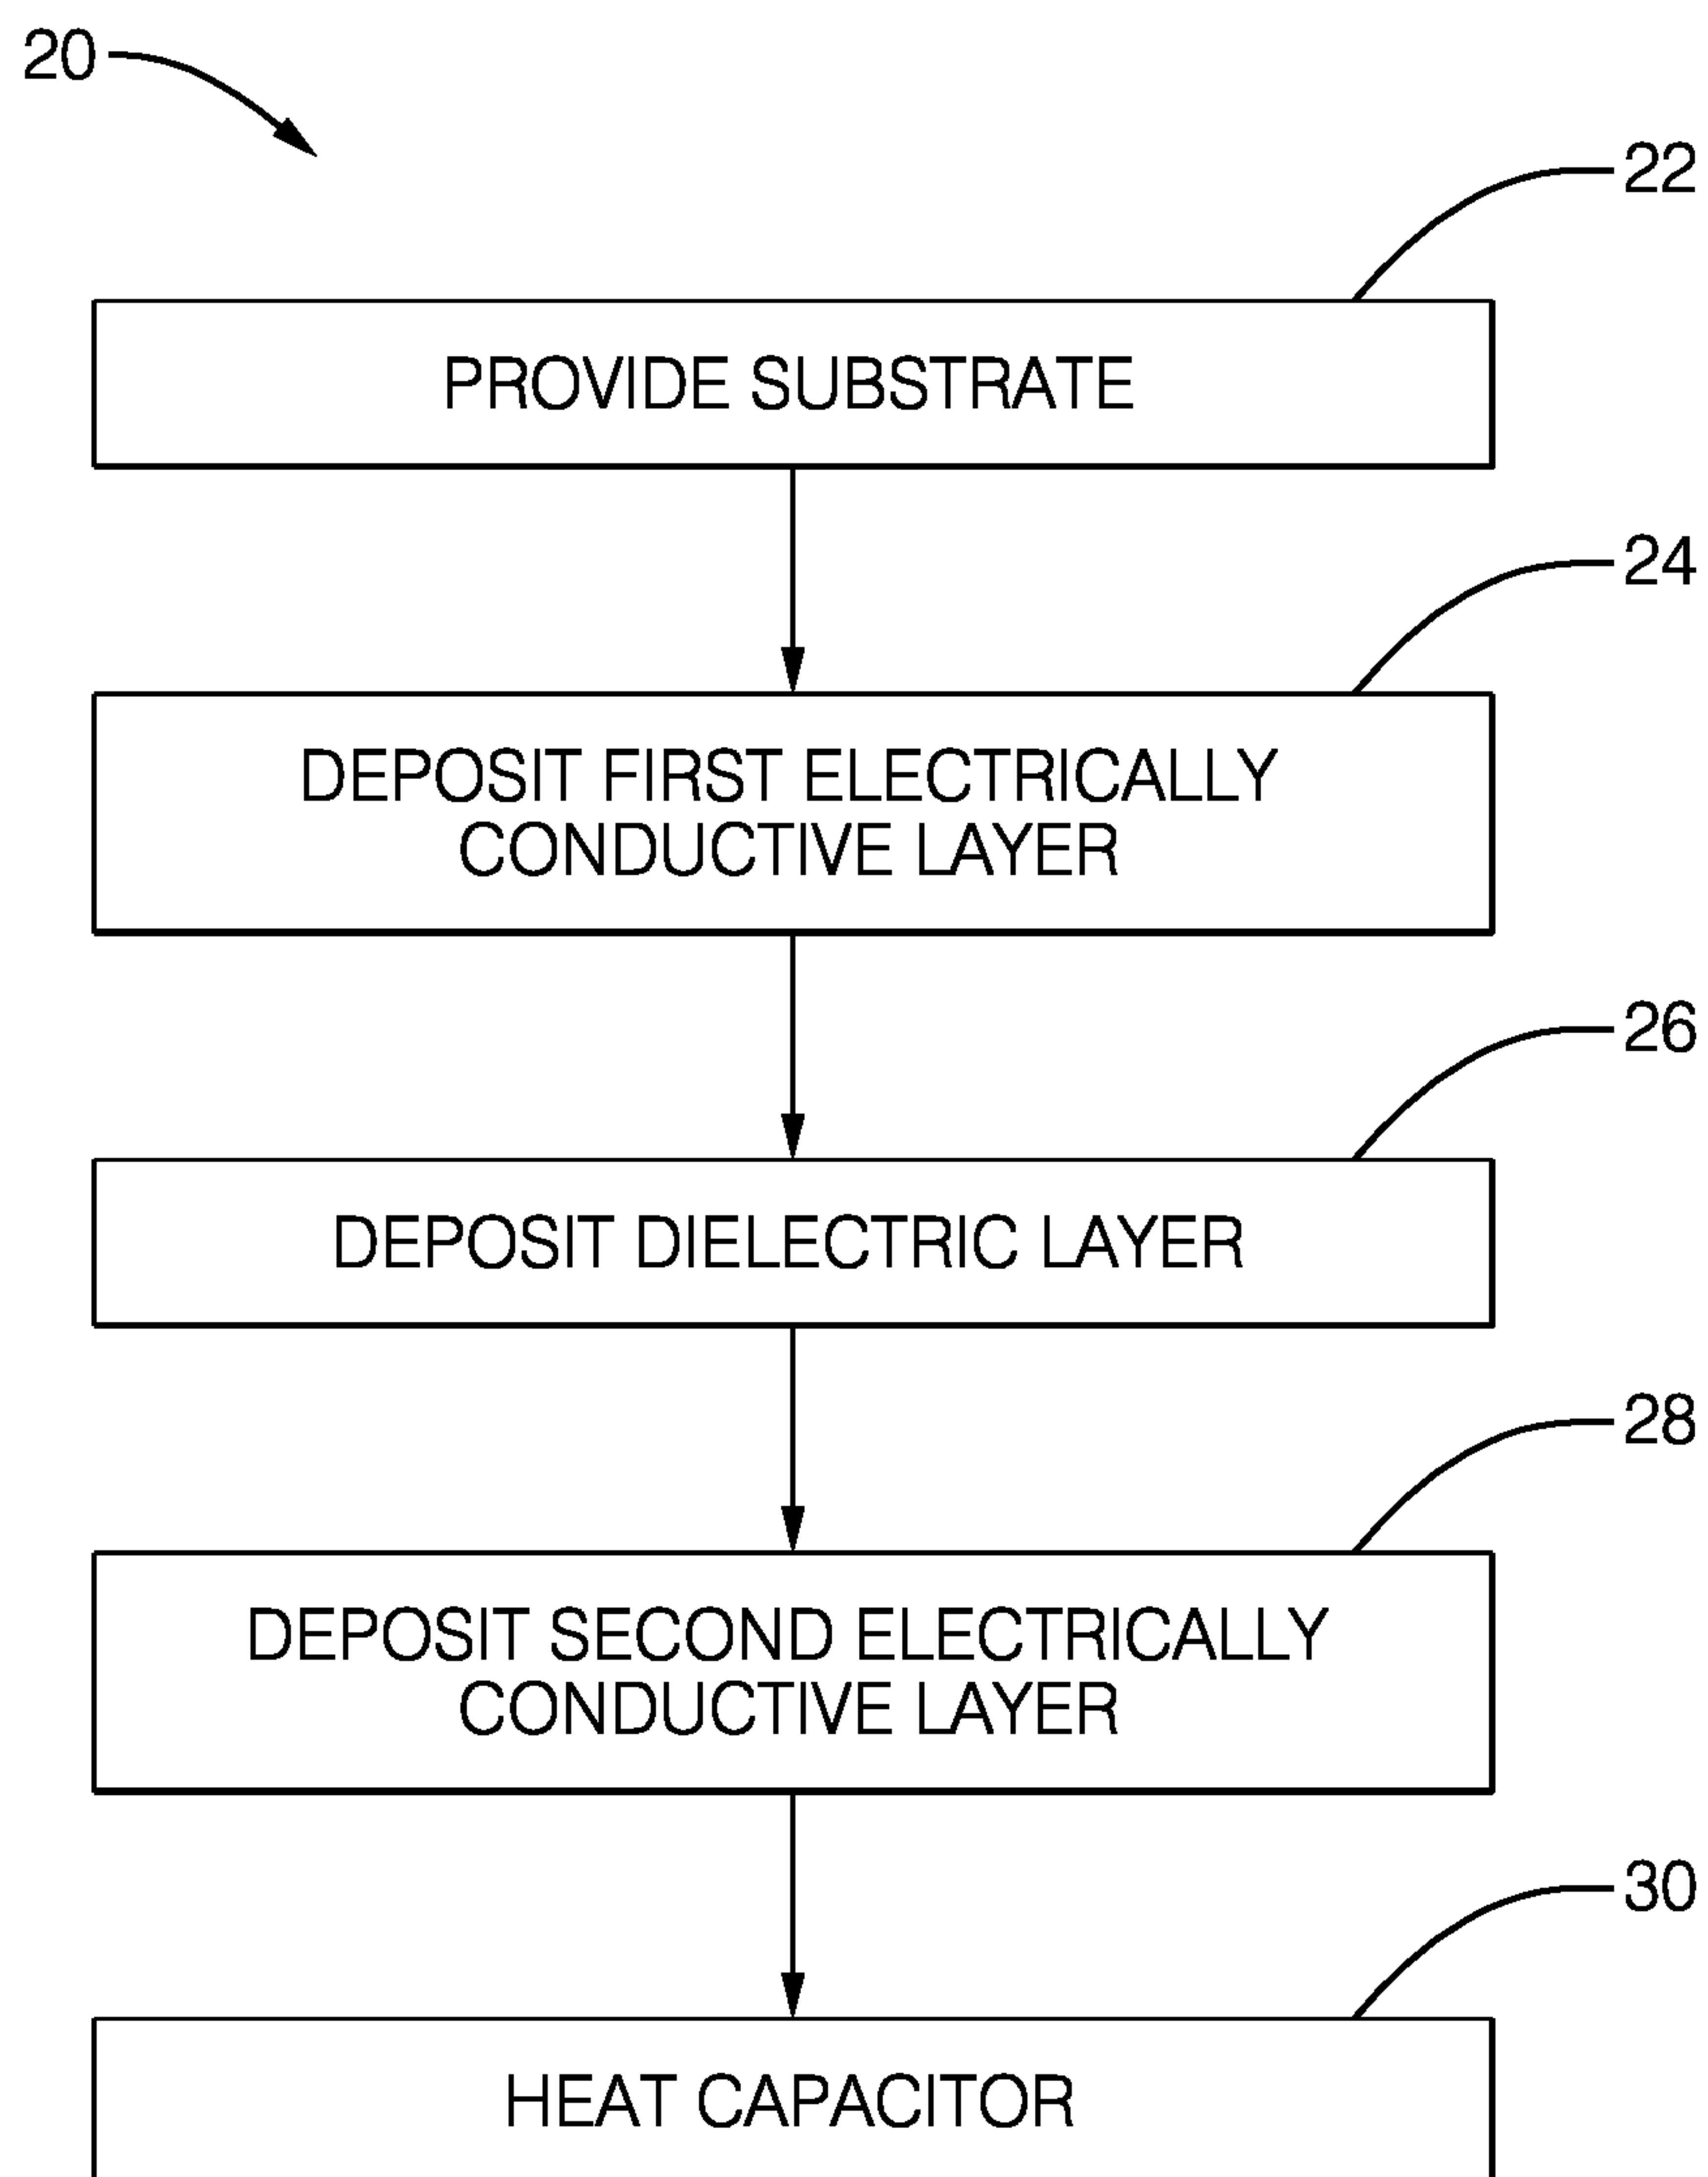 20
22
PROVIDE SUBSTRATE
24
DEPOSIT FIRST ELECTRICALLY
CONDUCTIVE LAYER
26
DEPOSIT DIELECTRIC LAYER
28
DEPOSIT SECOND ELECTRICALLY
CONDUCTIVE LAYER
30
HEAT CAPACITOR